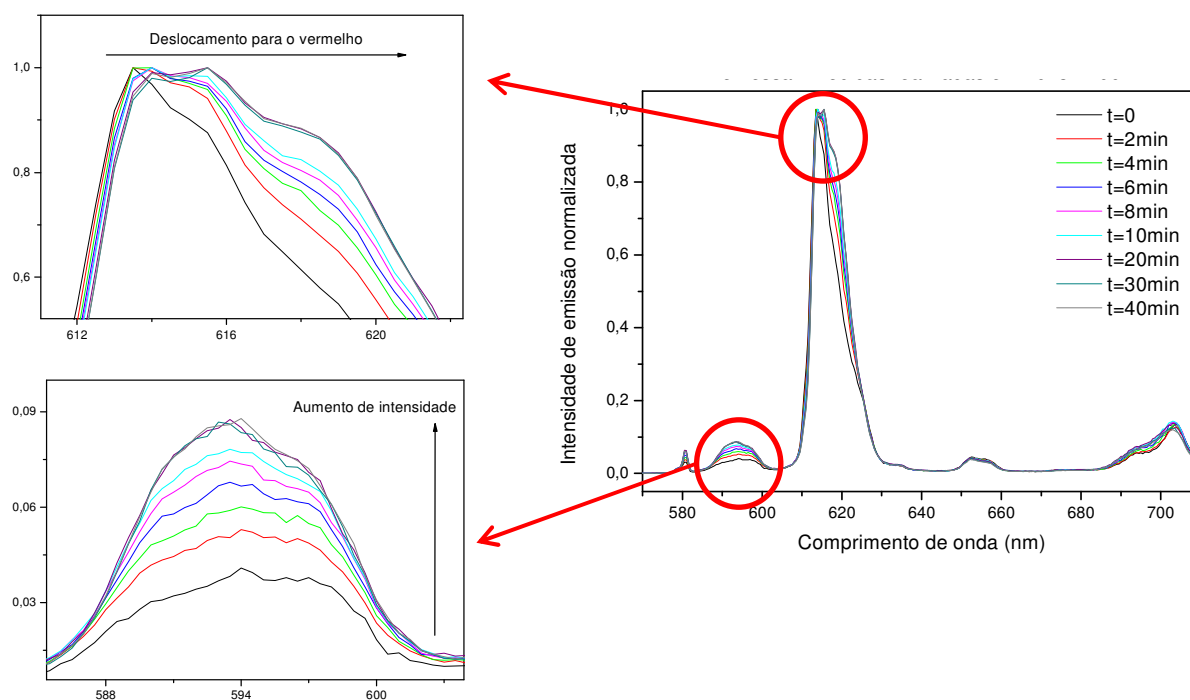 Deslocamento para o vermelho
1,0
0,8
0,6
612
616
620
Aumento de intensidade
0,09
0,06
0,03
588
594
600
Intensidade de emissão normalizada
1,0
0,8
0,6
0,4
0,2
0,0
t=0
t=2min
t=4min
t=6min
t=8min
t=10min
t=20min
t=30min
t=40min
580
600
620
640
660
680
700
Comprimento de onda (nm)